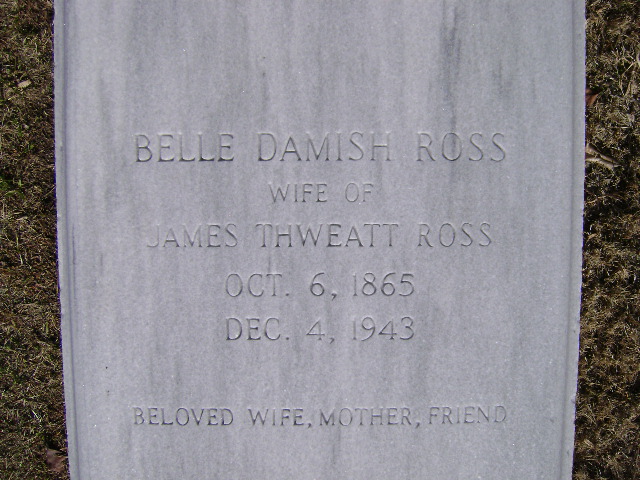 BELLE DAMISH ROSS
WIFE OF
JAMES THWEATT ROSS
OCT. 6, 1865
DEC. 4, 1943
BELOVED WIFE, MOTHER, FRIEND